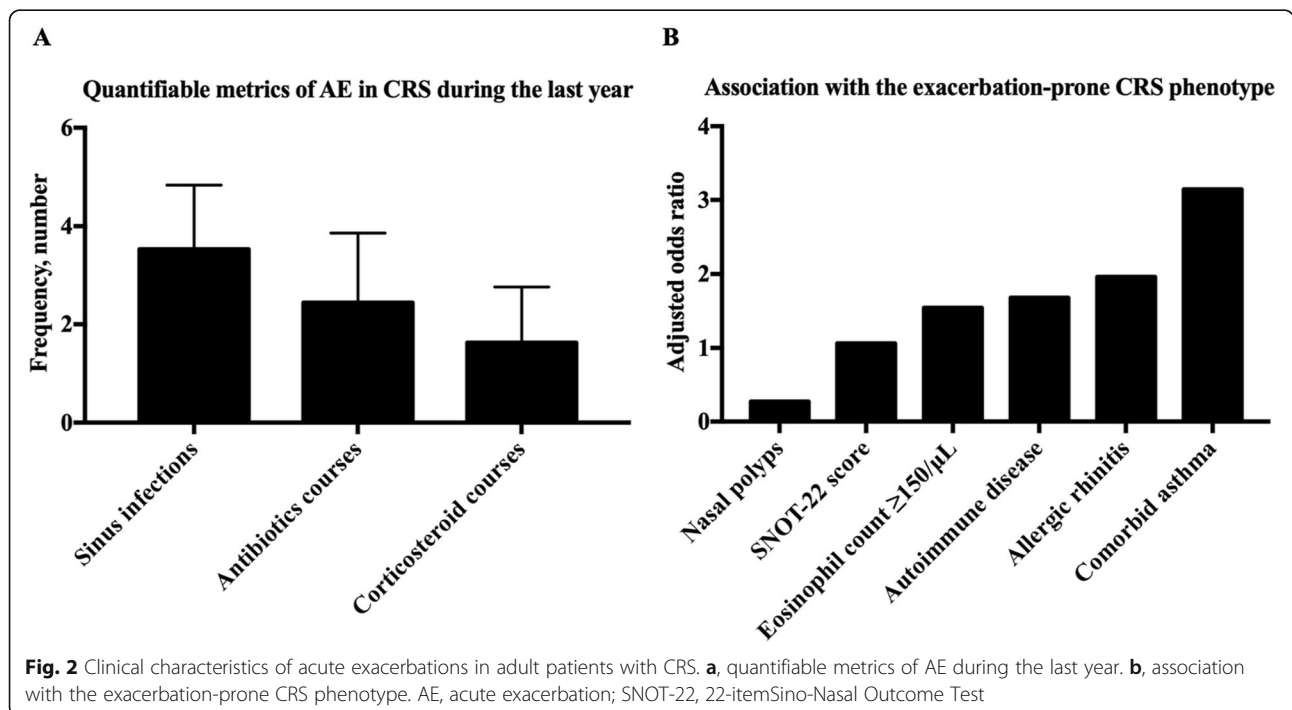 A
Quantifiable metrics of AE in CRS during the last year
Frequency, number
6
4
2
0
Sinus infections
Antibiotics courses
Corticosteroid courses
B
Association with the exacerbation-prone CRS phenotype
Adjusted odds ratio
4
3
2
1
0
Nasal polyps
SNOT-22 score
Eosinophil count ≥150/μL
Autoimmune disease
Allergic rhinitis
Comorbid asthma
Fig. 2 Clinical characteristics of acute exacerbations in adult patients with CRS. a, quantifiable metrics of AE during the last year. b, association
with the exacerbation-prone CRS phenotype. AE, acute exacerbation; SNOT-22, 22-itemSino-Nasal Outcome Test